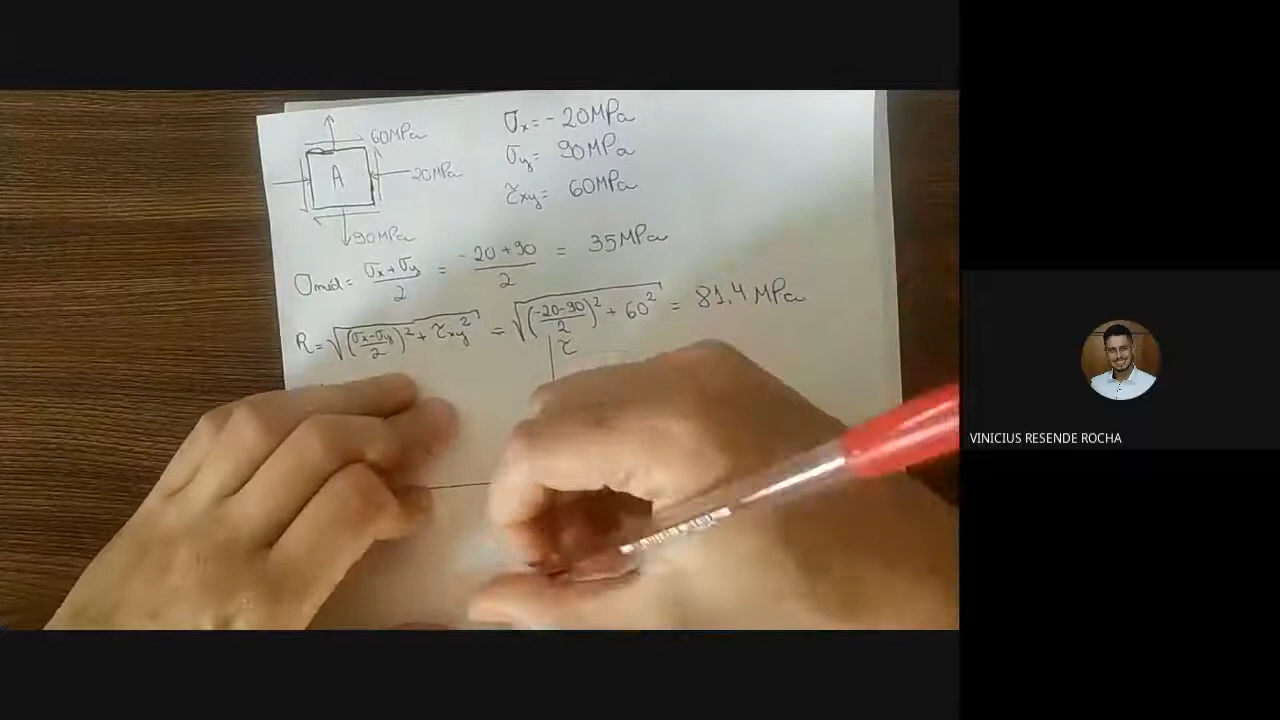 60MPa
A
20MPa
90MPa
σx = - 20MPa
σy = 90MPa
τxy = 60MPa
σmed = σx + σy / 2 = -20 + 90 / 2 = 35MPa
R = √((σx - σy / 2)² + τxy²) = √((-20 - 90 / 2)² + 60²) = 81,4 MPa
τ
VINICIUS RESENDE ROCHA